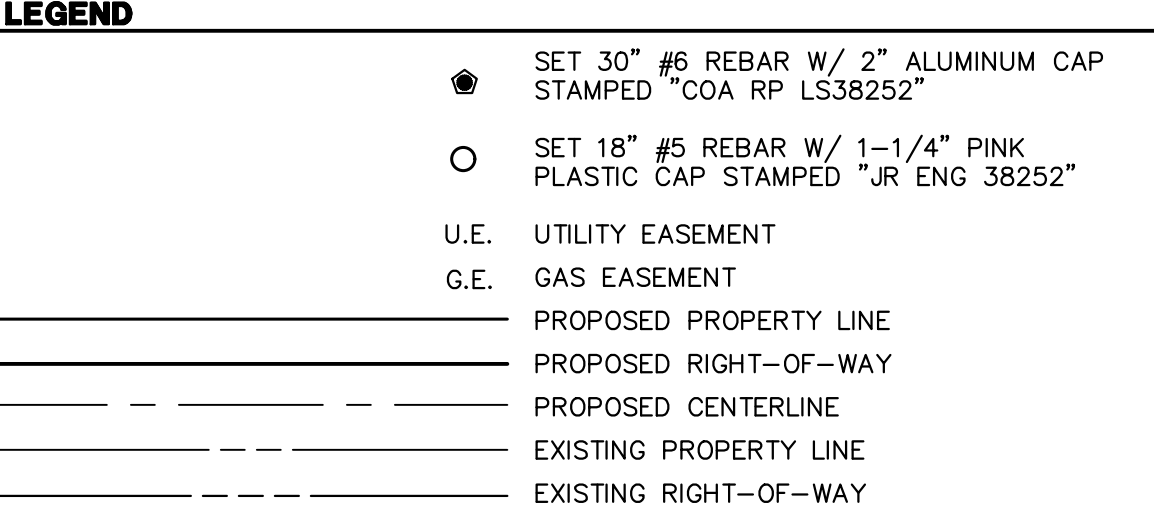 LEGEND
SET 30" #6 REBAR W/ 2" ALUMINUM CAP
STAMPED "COA RP LS38252"
SET 18" #5 REBAR W/ 1-1/4" PINK
PLASTIC CAP STAMPED "JR ENG 38252"
U.E. UTILITY EASEMENT
G.E. GAS EASEMENT
PROPOSED PROPERTY LINE
PROPOSED RIGHT-OF-WAY
PROPOSED CENTERLINE
EXISTING PROPERTY LINE
EXISTING RIGHT-OF-WAY